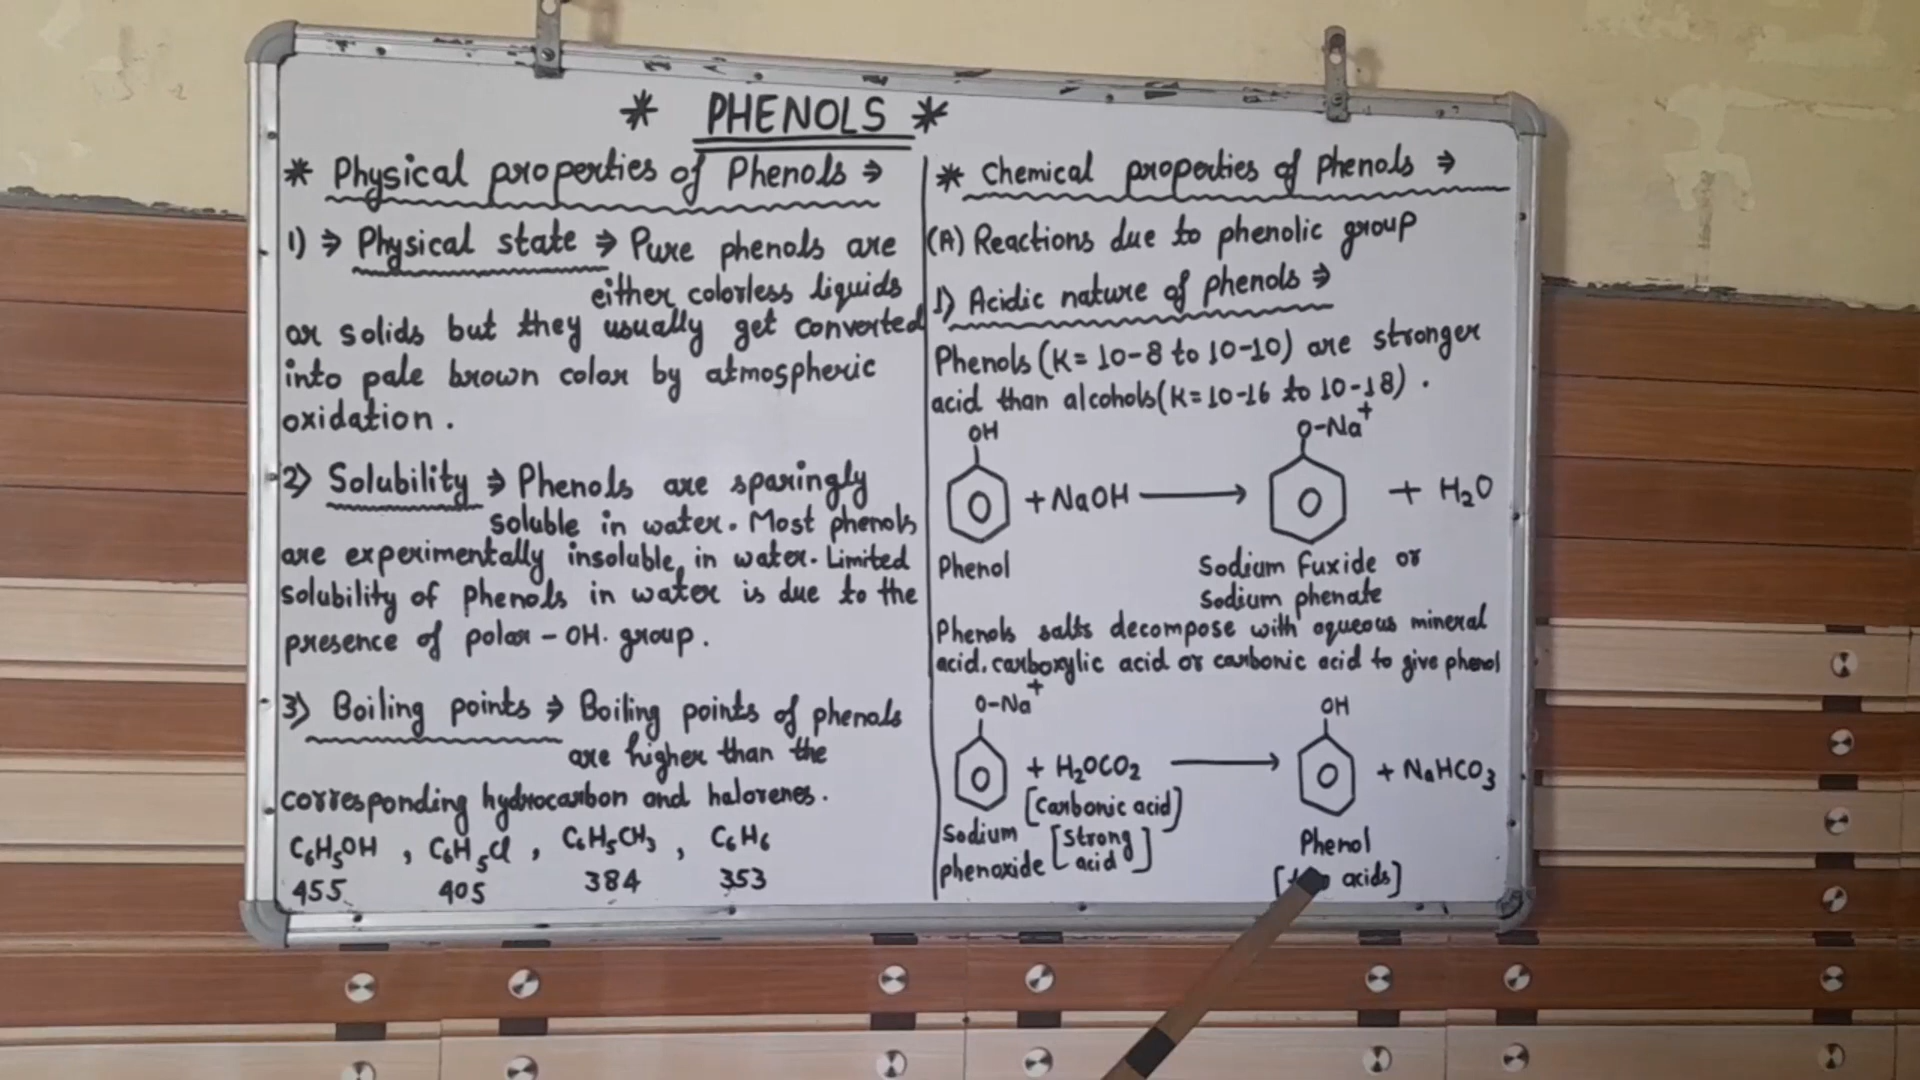 * PHENOLS *
* Physical properties of Phenols ⇒
1) ⇒ Physical state ⇒ Pure phenols are
either colorless liquids
or solids but they usually get converted
into pale brown color by atmospheric
oxidation.
2) Solubility ⇒ Phenols are sparingly
soluble in water. Most phenols
are experimentally insoluble, in water. Limited
solubility of phenols in water is due to the
presence of polar - OH. group.
3) Boiling points ⇒ Boiling points of phenols
are higher than the
corresponding hydrocarbon and halorenes.
C6H5OH , C6H5Cl , C6H5CH3 , C6H6
455 405 384 353
* Chemical properties of phenols ⇒
(A) Reactions due to phenolic group
1) Acidic nature of phenols ⇒
Phenols (K= 10-8 to 10-10) are stronger
acid than alcohols (K= 10-16 to 10-18).
OH O-Na+
+ NaOH → + H2O
Phenol Sodium fuxide or
Sodium phenate
Phenols salts decompose with aqueous mineral
acid. carboxylic acid or carbonic acid to give phenol
O-Na+ OH
+ H2OCO2 → + NaHCO3
[Carbonic acid]
Sodium [Strong Phenol
phenoxide acid] [ acids]